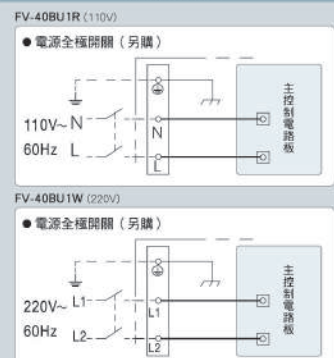 FV-40BU1R (110V)
● 電源全極開關（另購）
110V~ N
60Hz L
N
L
主控制電路板
FV-40BU1W (220V)
● 電源全極開關（另購）
220V~ L1
60Hz L2
L1
L2
主控制電路板